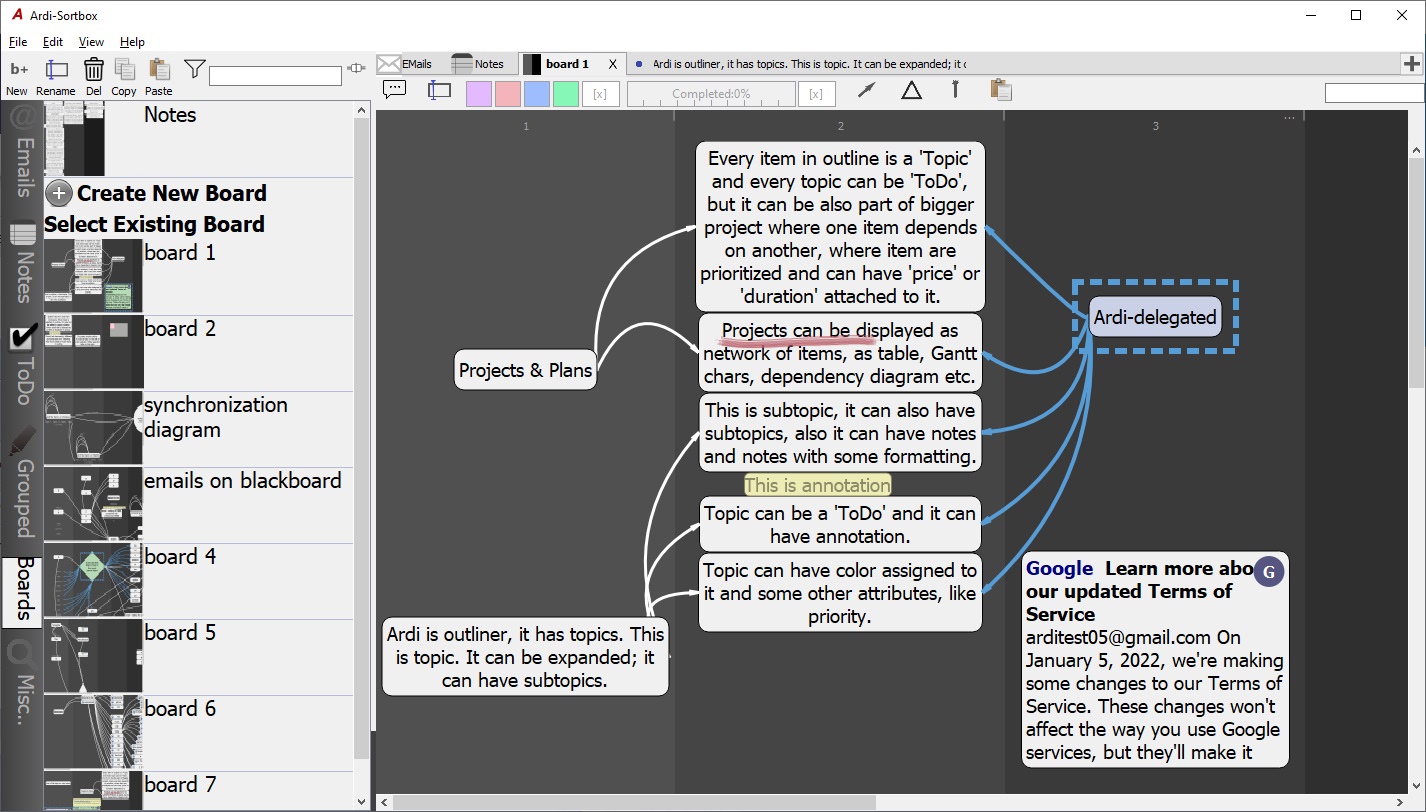 Ardi-Sortbox
File Edit View Help
b+
New Rename Del Copy Paste
EMails
Notes
board 1 X
Ardi is outliner, it has topics. This is topic. It can be expanded; it c
[x]
Completed:0%
[x]
@ Emails
Notes
ToDo
Grouped
Boards
Misc..
Notes
Create New Board
Select Existing Board
board 1
board 2
synchronization
diagram
emails on blackboard
board 4
board 5
board 6
board 7
1
2
3
...
Projects & Plans
Ardi is outliner, it has topics. This
is topic. It can be expanded; it
can have subtopics.
Every item in outline is a 'Topic'
and every topic can be 'ToDo',
but it can be also part of bigger
project where one item depends
on another, where item are
prioritized and can have 'price' or
'duration' attached to it.
Projects can be displayed as
network of items, as table, Gantt
chars, dependency diagram etc.
This is subtopic, it can also have
subtopics, also it can have notes
and notes with some formatting.
This is annotation
Topic can be a 'ToDo' and it can
have annotation.
Topic can have color assigned to
it and some other attributes, like
priority.
Ardi-delegated
Google Learn more abo
G
our updated Terms of
Service
arditest05@gmail.com On
January 5, 2022, we're making
some changes to our Terms of
Service. These changes won't
affect the way you use Google
services, but they'll make it